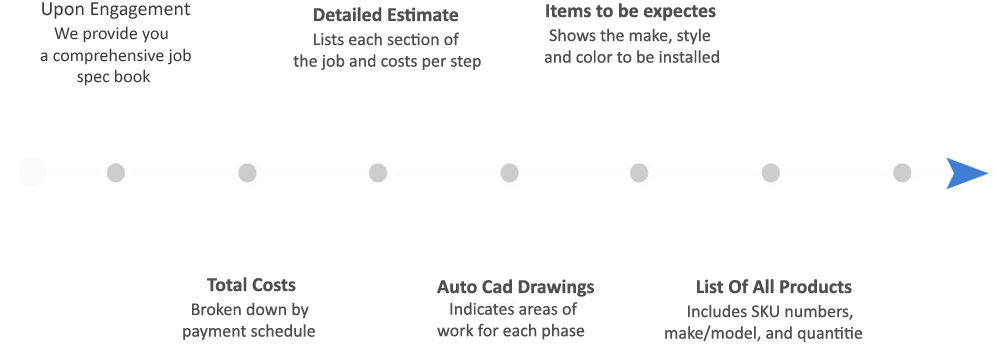 Upon Engagement
We provide you
a comprehensive job
spec book
Detailed Estimate
Lists each section of
the job and costs per step
Items to be expectes
Shows the make, style
and color to be installed
Total Costs
Broken down by
payment schedule
Auto Cad Drawings
Indicates areas of
work for each phase
List Of All Products
Includes SKU numbers,
make/model, and quantitie